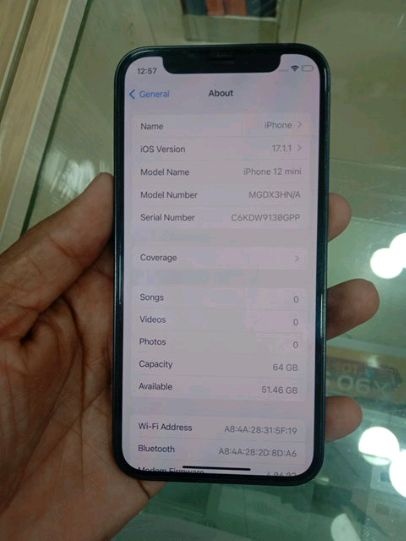 12:57
General About
Name iPhone
iOS Version 17.1.1
Model Name iPhone 12 mini
Model Number MGDX3HN/A
Serial Number C6KDW9130GPP
Coverage
Songs 0
Videos 0
Photos 0
Capacity 64 GB
Available 51.46 GB
Wi-Fi Address A8:4A:28:31:5F:19
Bluetooth A8:4A:28:2D:8D:A6
Modem Firmware